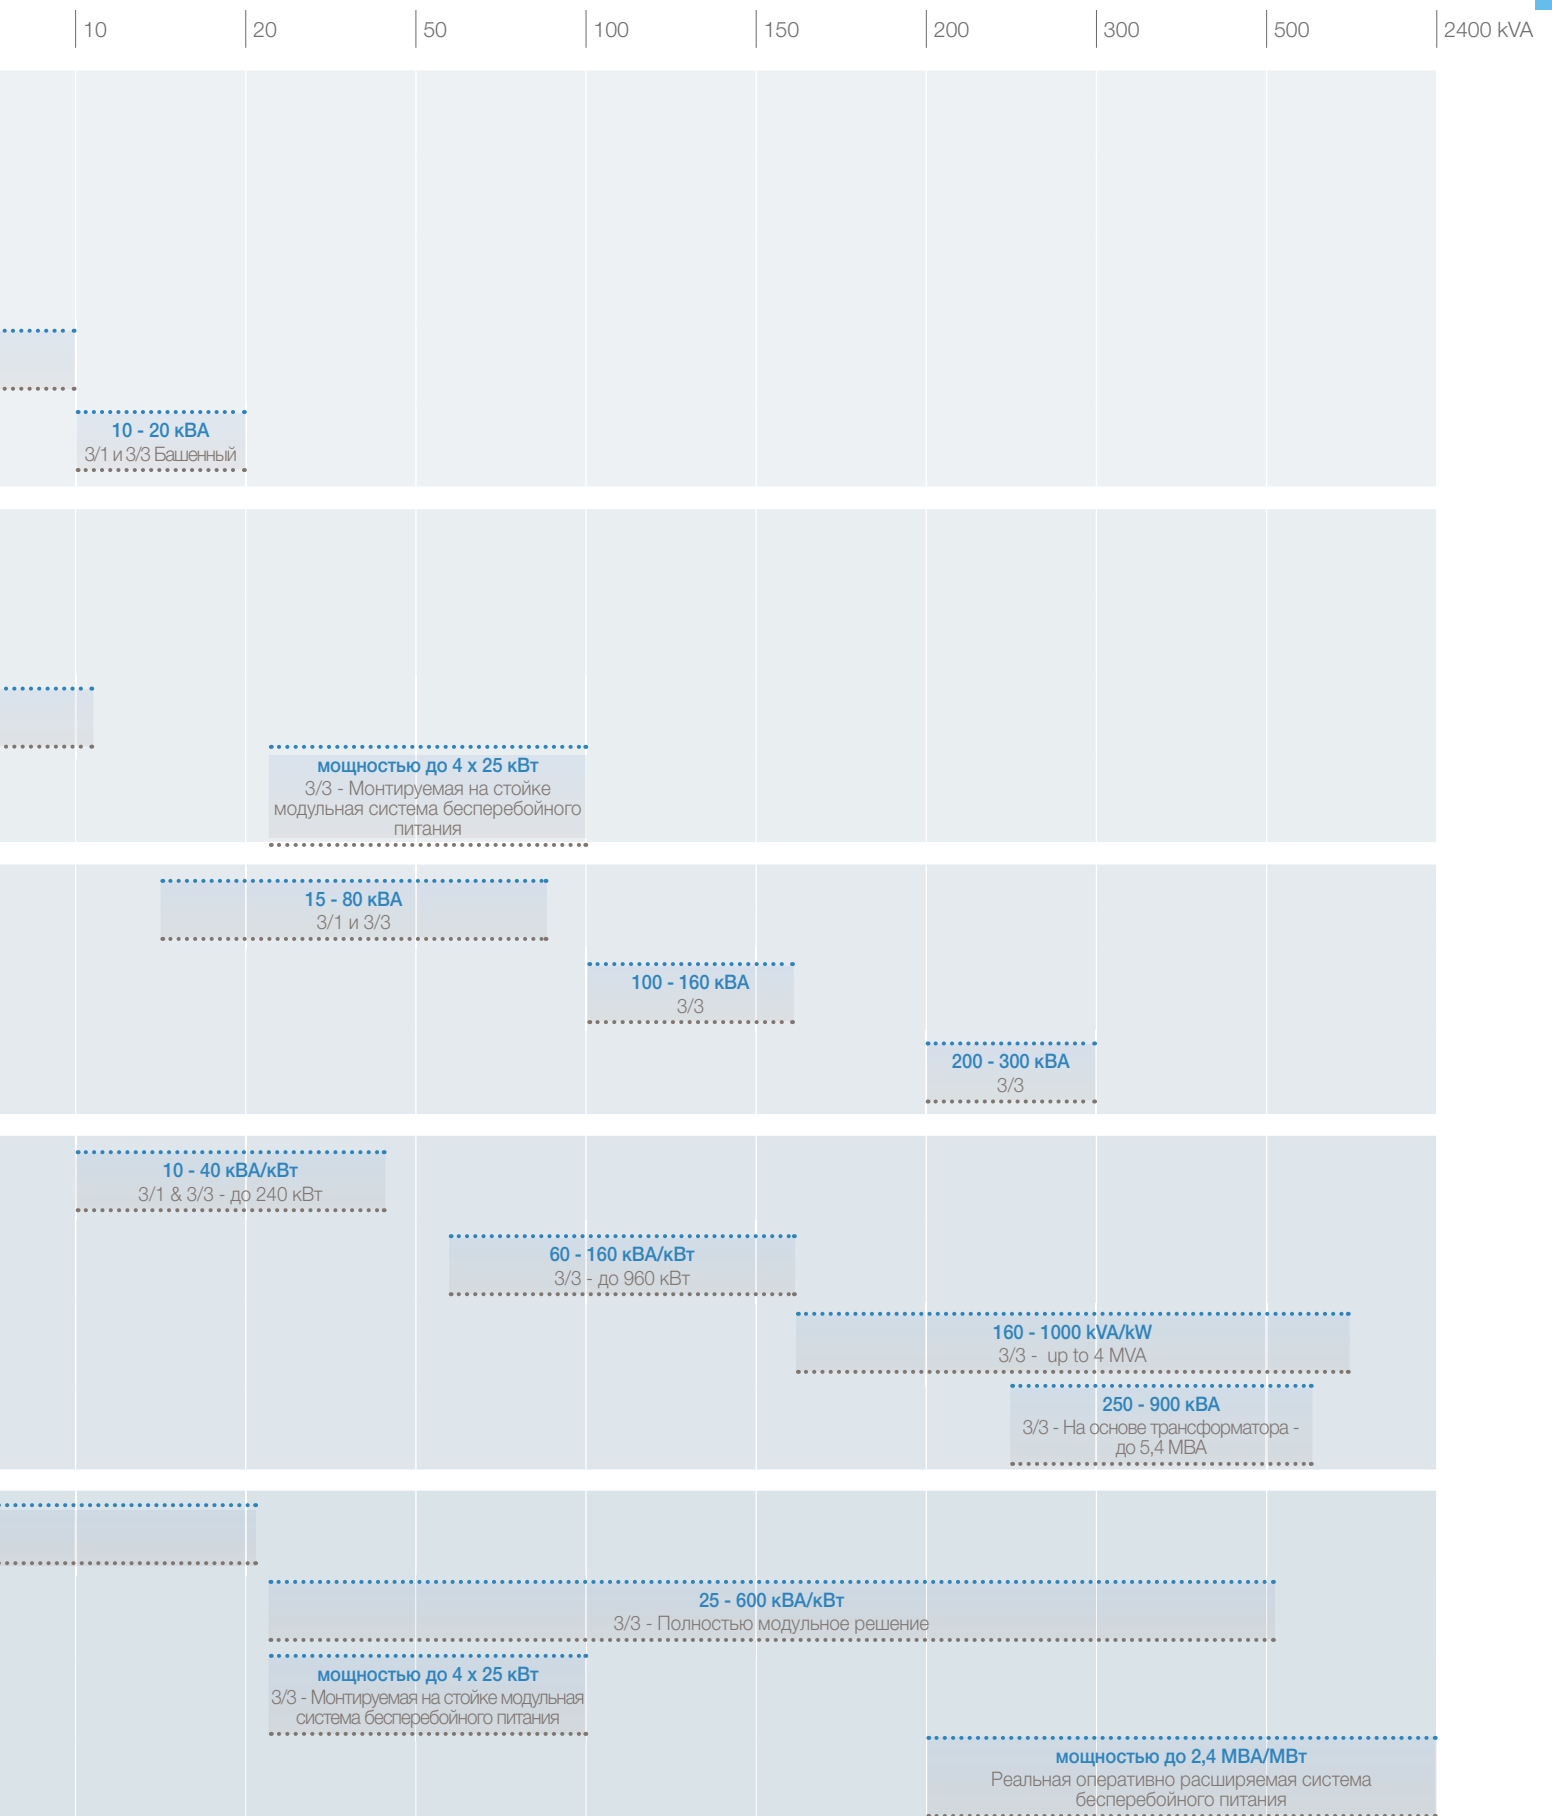 10 20 50 100 150 200 300 500 2400 kVA
10 - 20 кВА
3/1 и 3/3 Башенный
мощностью до 4 x 25 кВт
3/3 - Монтируемая на стойке
модульная система бесперебойного
питания
15 - 80 кВА
3/1 и 3/3
100 - 160 кВА
3/3
200 - 300 кВА
3/3
10 - 40 кВА/кВт
3/1 & 3/3 - до 240 кВт
60 - 160 кВА/кВт
3/3 - до 960 кВт
160 - 1000 kVA/kW
3/3 - up to 4 MVA
250 - 900 кВА
3/3 - На основе трансформатора -
до 5,4 МВА
25 - 600 кВА/кВт
3/3 - Полностью модульное решение
мощностью до 4 x 25 кВт
3/3 - Монтируемая на стойке модульная
система бесперебойного питания
мощностью до 2,4 МВА/МВт
Реальная оперативно расширяемая система
бесперебойного питания